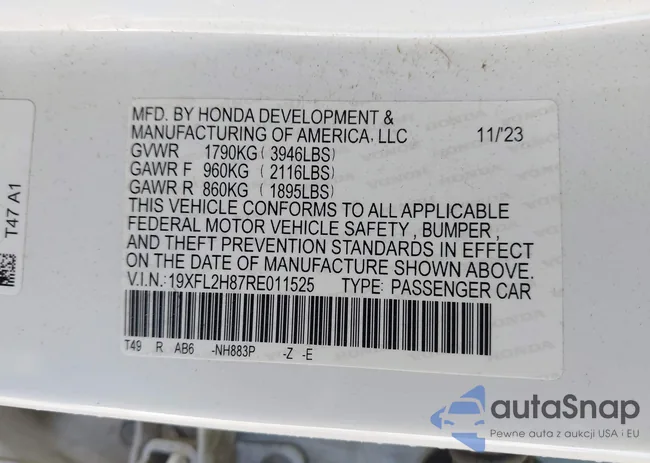 MFD. BY HONDA DEVELOPMENT &
MANUFACTURING OF AMERICA, LLC 11/'23
GVWR 1790KG ( 3946LBS)
GAWR F 960KG ( 2116LBS)
GAWR R 860KG ( 1895LBS)
THIS VEHICLE CONFORMS TO ALL APPLICABLE
FEDERAL MOTOR VEHICLE SAFETY , BUMPER ,
AND THEFT PREVENTION STANDARDS IN EFFECT
ON THE DATE OF MANUFACTURE SHOWN ABOVE.
V.I.N.:19XFL2H87RE011525 TYPE: PASSENGER CAR
T49 R AB6 -NH883P -Z -E
T47 A1
autaSnap
Pewne auta z aukcji USA i EU